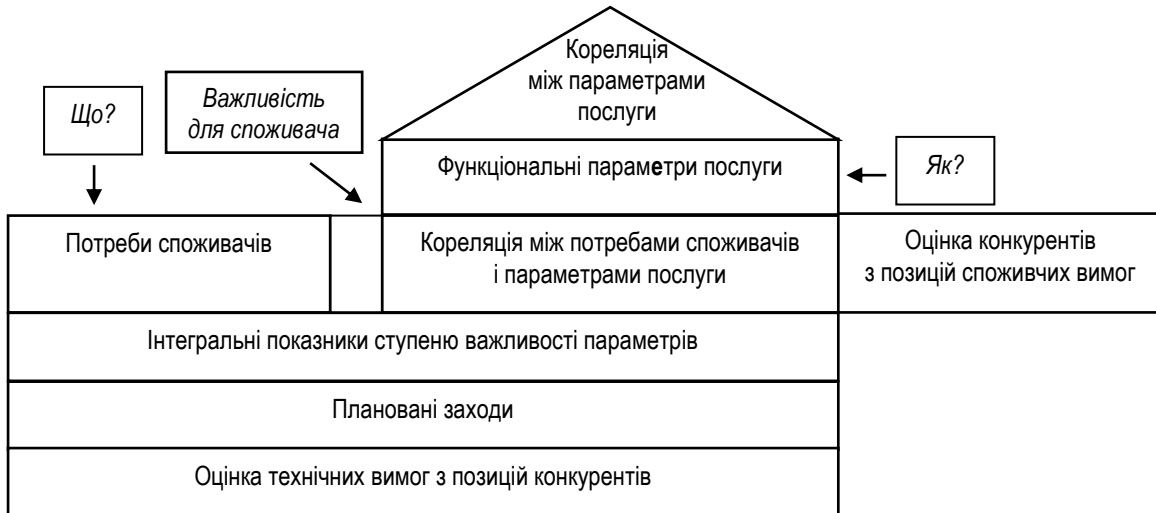 Кореляція
між параметрами
послуги
Що?
Важливість
для споживача
Функціональні параметри послуги
Як?
Потреби споживачів
Кореляція між потребами споживачів
і параметрами послуги
Оцінка конкурентів
з позицій споживчих вимог
Інтегральні показники ступеню важливості параметрів
Плановані заходи
Оцінка технічних вимог з позицій конкурентів